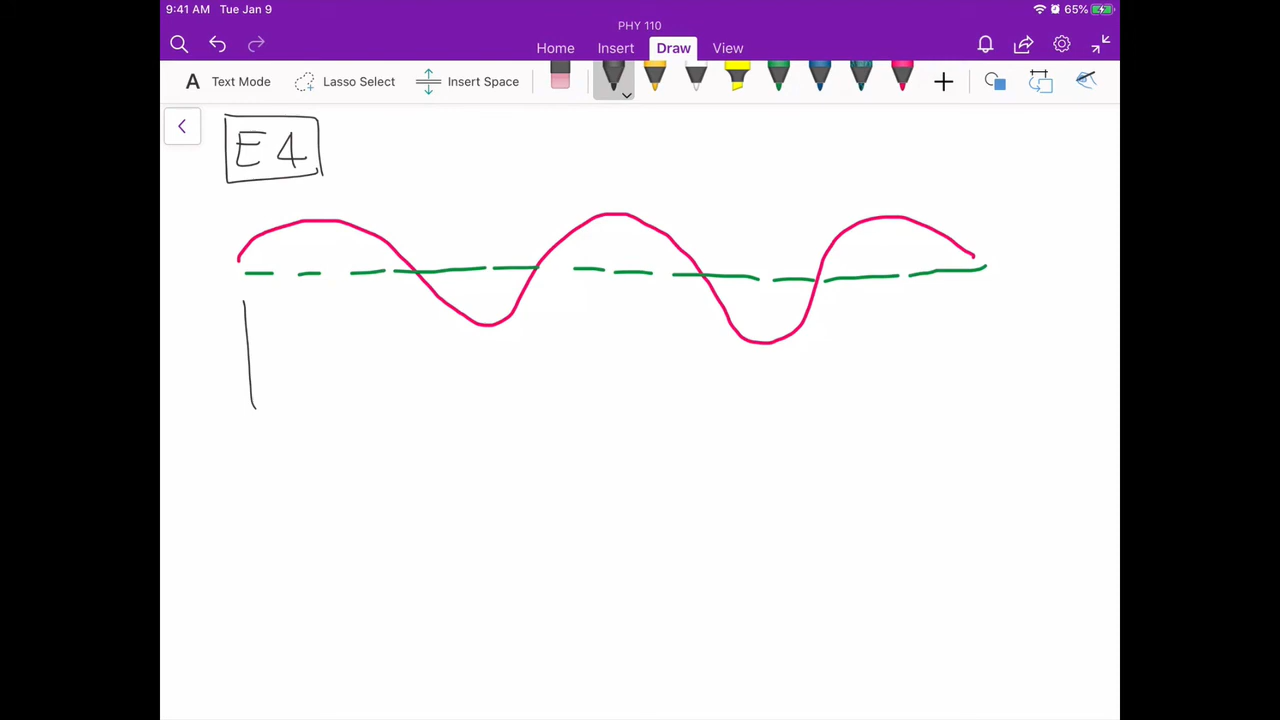 9:41 AM Tue Jan 9 65%
PHY 110
Home Insert Draw View
A Text Mode Lasso Select Insert Space
E 4